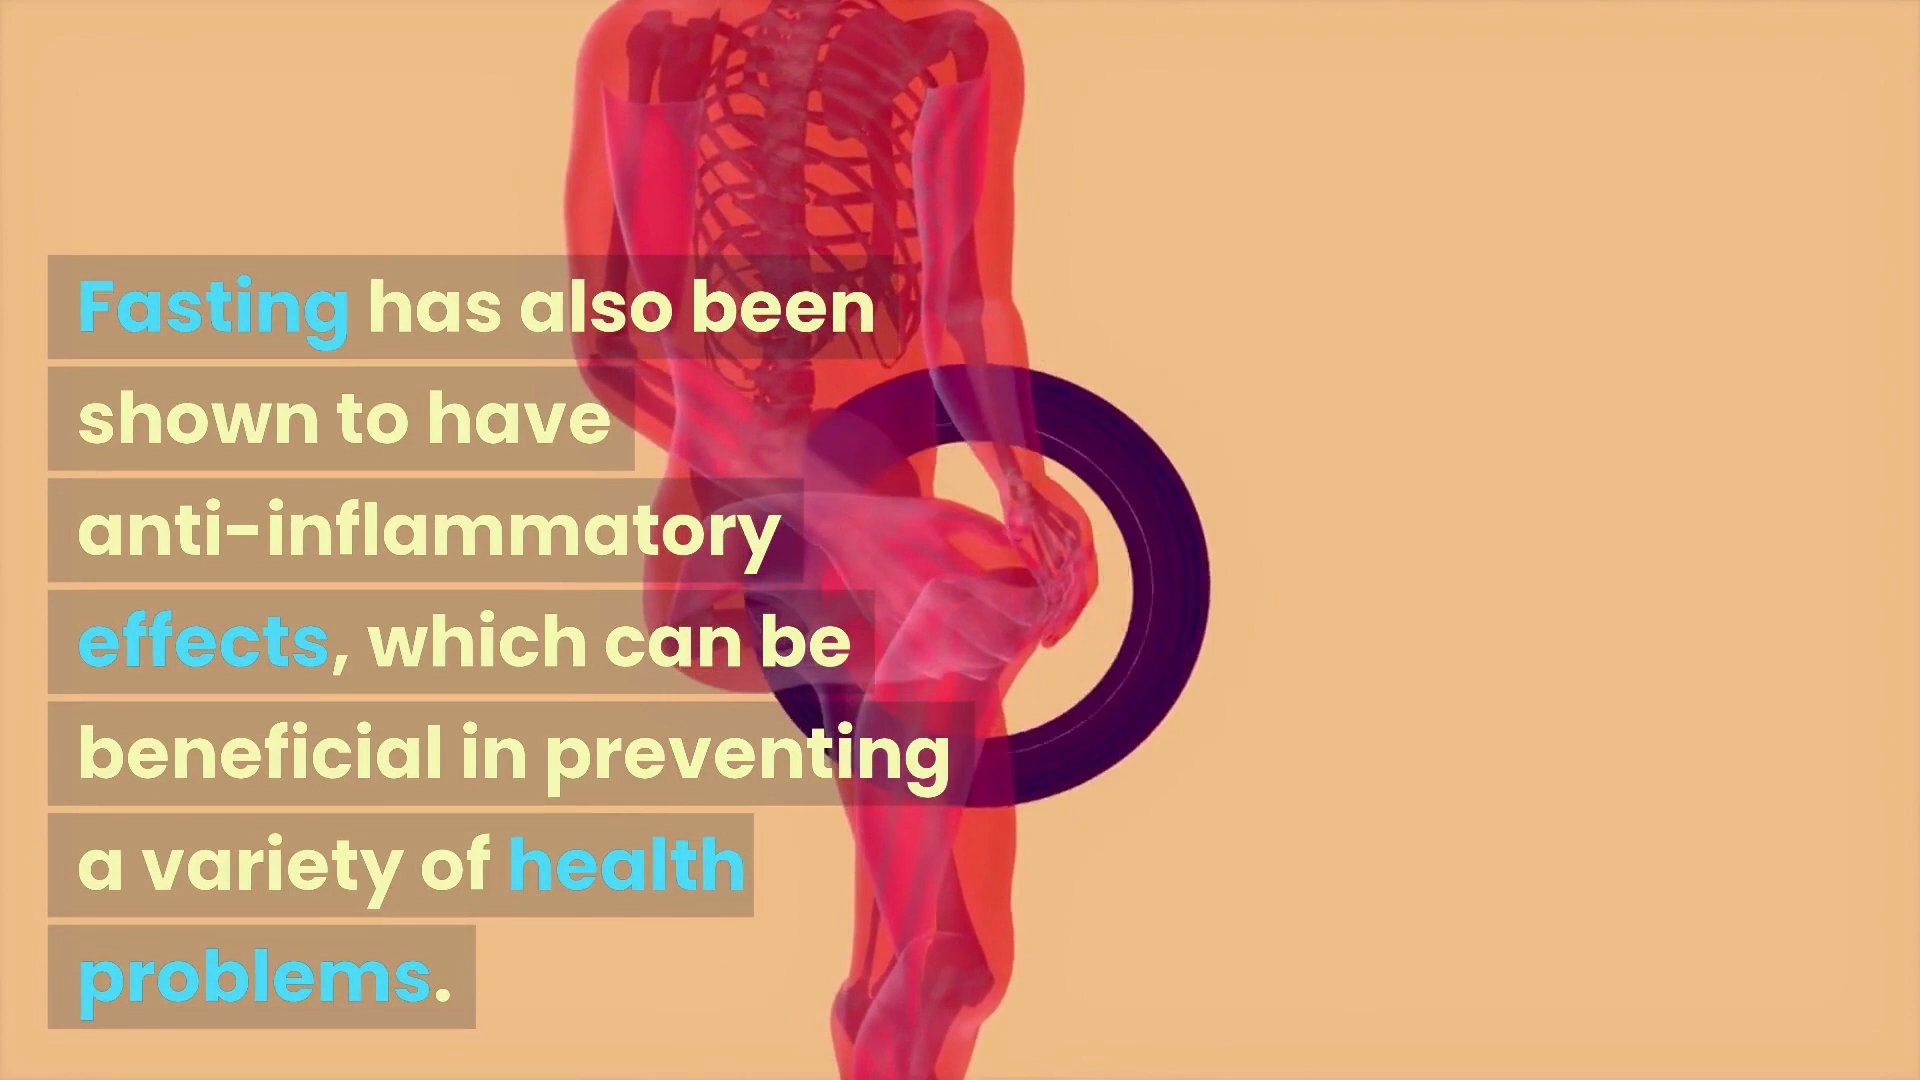 Fasting has also been
shown to have
anti-inflammatory
effects, which can be
beneficial in preventing
a variety of health
problems.